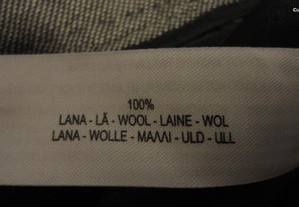 100%
LANA - LÃ - WOOL - LAINE - WOL
LANA - WOLLE - ΜΑΛΛΙ - ULD - ULL